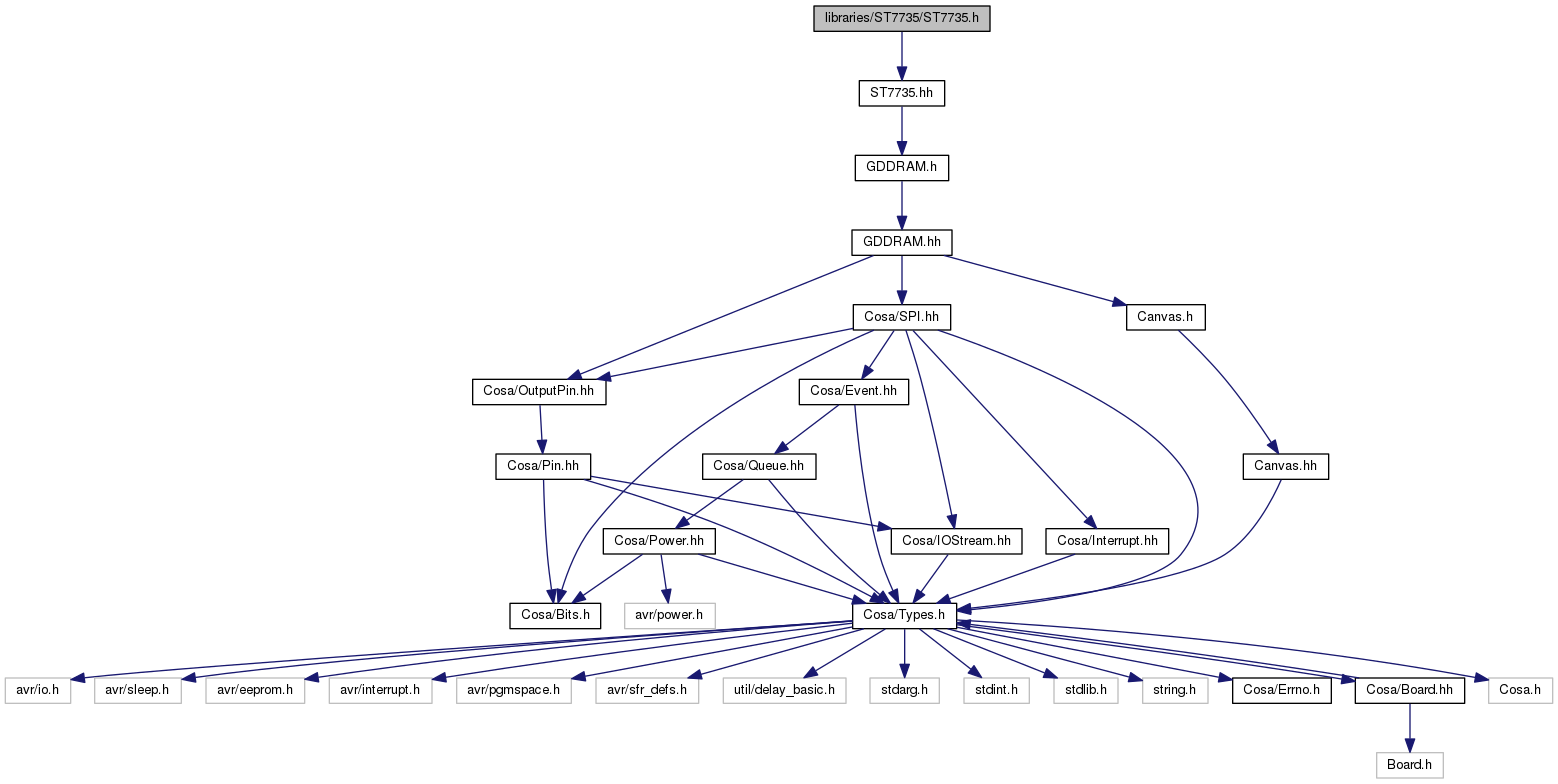 libraries/ST7735/ST7735.h
ST7735.hh
GDDRAM.h
GDDRAM.hh
Cosa/SPI.hh
Canvas.h
Cosa/OutputPin.hh
Cosa/Event.hh
Cosa/Pin.hh
Cosa/Queue.hh
Canvas.hh
Cosa/Power.hh
Cosa/IOStream.hh
Cosa/Interrupt.hh
Cosa/Bits.h
avr/power.h
Cosa/Types.h
avr/io.h
avr/sleep.h
avr/eeprom.h
avr/interrupt.h
avr/pgmspace.h
avr/sfr_defs.h
util/delay_basic.h
stdarg.h
stdint.h
stdlib.h
string.h
Cosa/Errno.h
Cosa/Board.hh
Cosa.h
Board.h